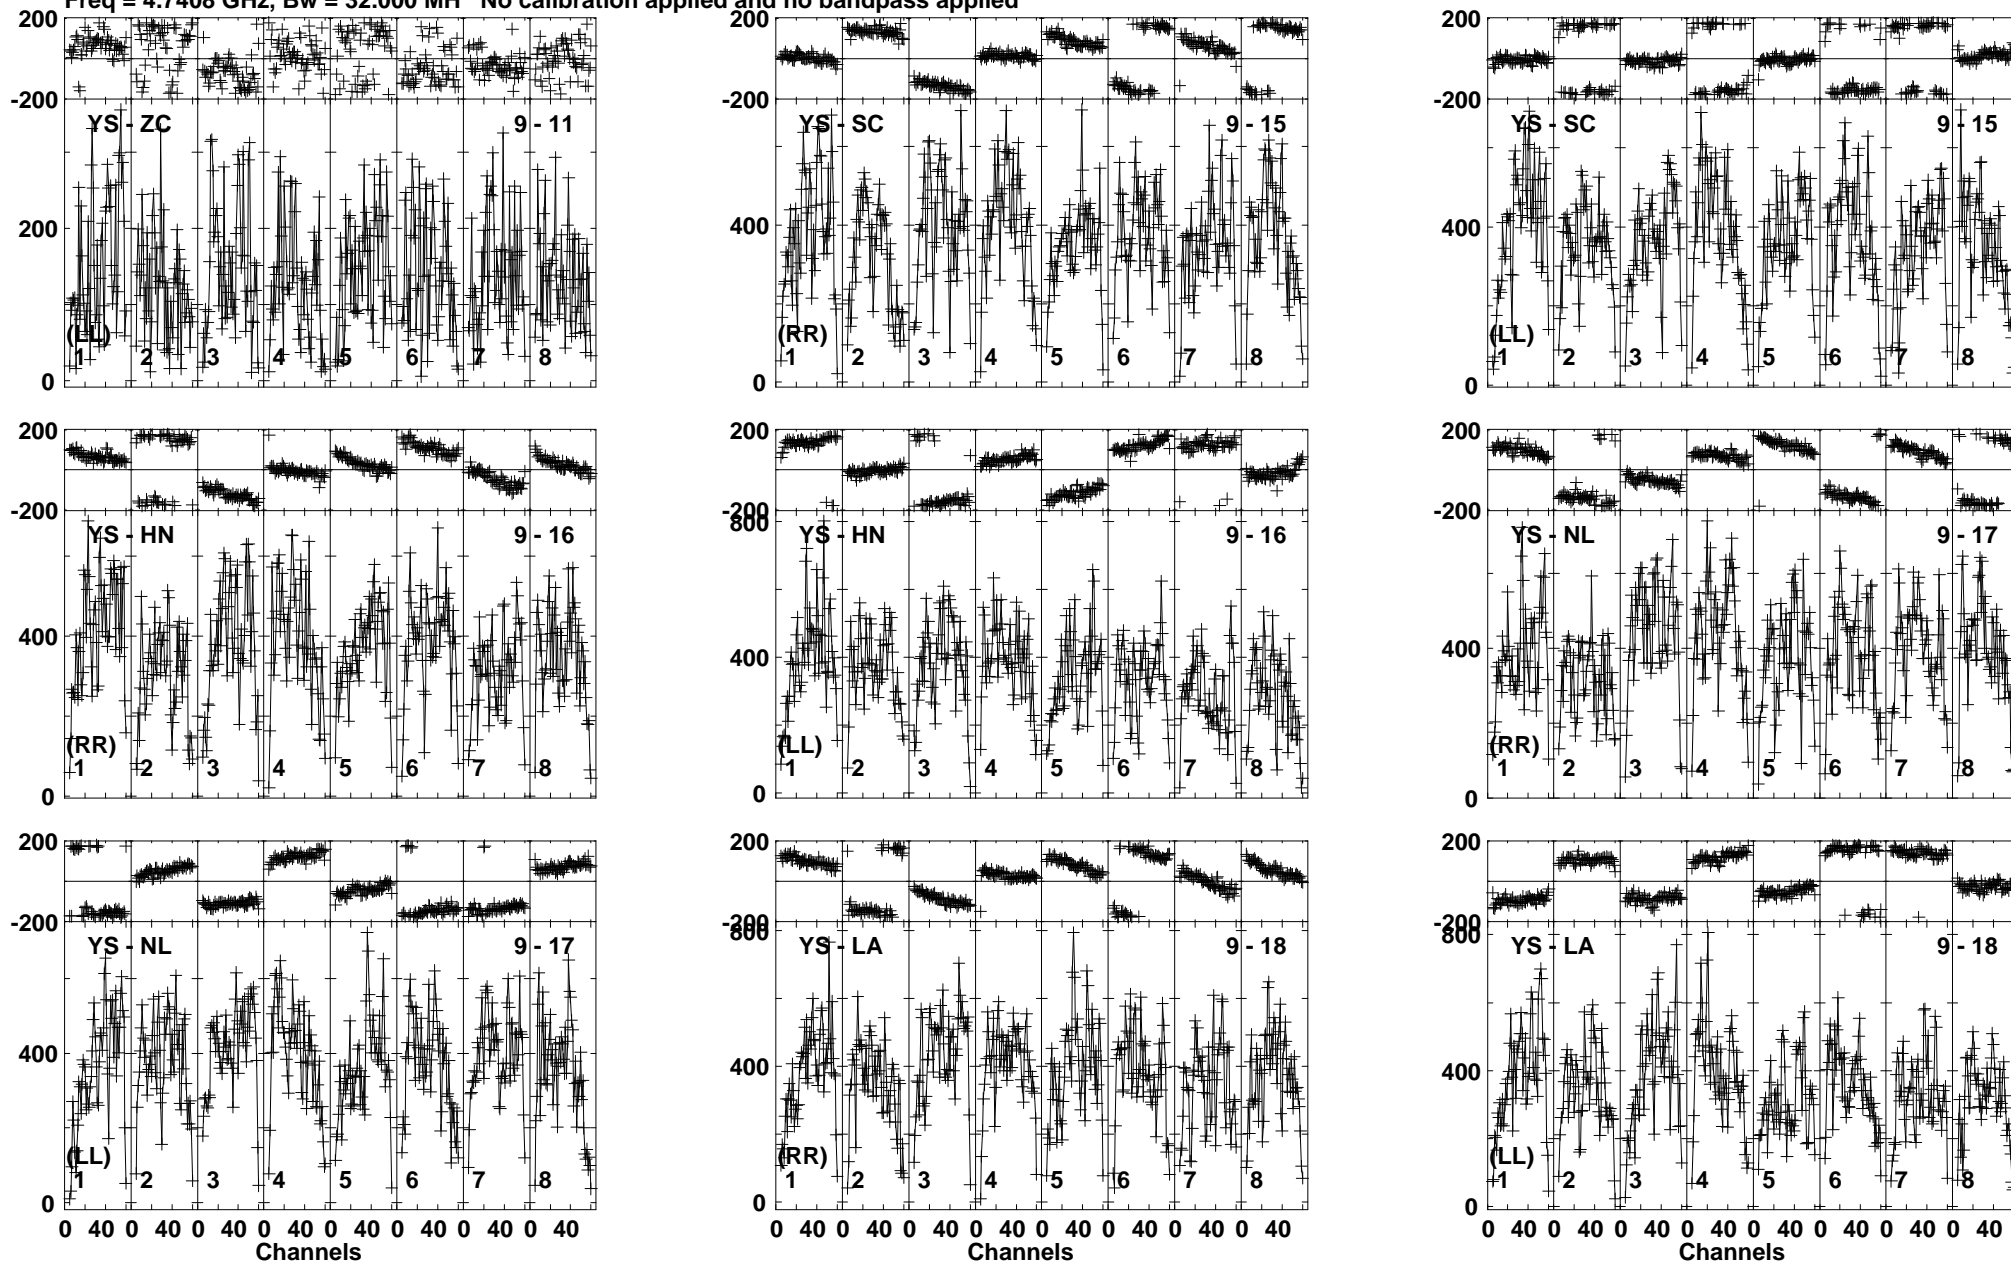 Freq = 4.7408 GHz, Bw = 32.000 MH No calibration applied and no bandpass applied
200
-200
YS - ZC 9 - 11
200
0
(LL)
1 2 3 4 5 6 7 8
200
-200
YS - SC 9 - 15
400
0
(RR)
1 2 3 4 5 6 7 8
200
-200
YS - SC 9 - 15
400
0
(LL)
1 2 3 4 5 6 7 8
200
-200
YS - HN 9 - 16
400
0
(RR)
1 2 3 4 5 6 7 8
200
-200
800
YS - HN 9 - 16
400
0
(LL)
1 2 3 4 5 6 7 8
200
-200
YS - NL 9 - 17
400
0
(RR)
1 2 3 4 5 6 7 8
200
-200
YS - NL 9 - 17
400
0
(LL)
1 2 3 4 5 6 7 8
0 40 0 40 0 40 0 40 0 40 0 40 0 40 0 40
Channels
200
-200
800
YS - LA 9 - 18
400
0
(RR)
1 2 3 4 5 6 7 8
0 40 0 40 0 40 0 40 0 40 0 40 0 40 0 40
Channels
200
-200
800
YS - LA 9 - 18
400
0
(LL)
1 2 3 4 5 6 7 8
0 40 0 40 0 40 0 40 0 40 0 40 0 40 0 40
Channels